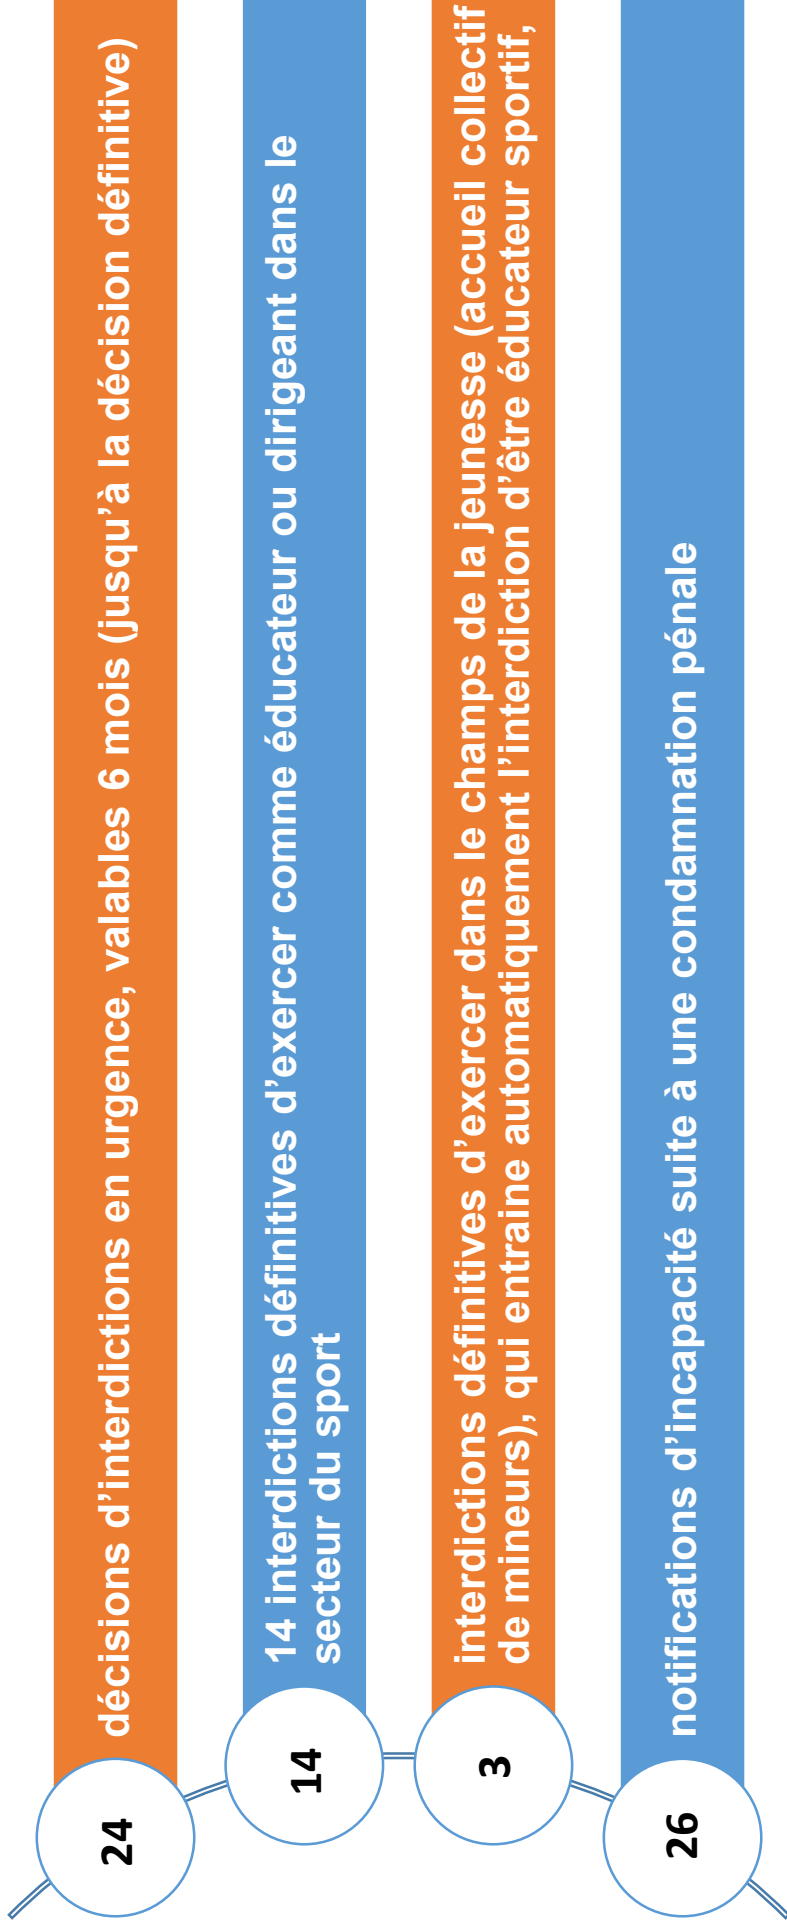 24
décisions d'interdictions en urgence, valables 6 mois (jusqu'à la décision définitive)
14
14 interdictions définitives d'exercer comme éducateur ou dirigeant dans le
secteur du sport
3
interdictions définitives d'exercer dans le champs de la jeunesse (accueil collectif
de mineurs), qui entraine automatiquement l'interdiction d'être éducateur sportif,
26
notifications d'incapacité suite à une condamnation pénale